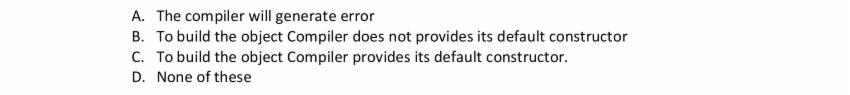 A. The compiler will generate error
B. To build the object Compiler does not provides its default constructor
C. To build the object Compiler provides its default constructor.
D. None of these